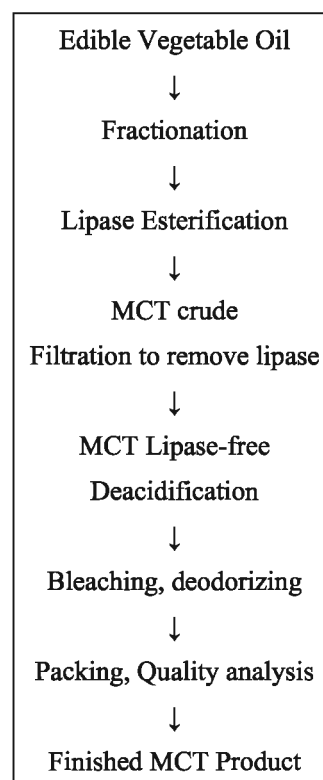 Edible Vegetable Oil
↓
Fractionation
↓
Lipase Esterification
↓
MCT crude
Filtration to remove lipase
↓
MCT Lipase-free
Deacidification
↓
Bleaching, deodorizing
↓
Packing, Quality analysis
↓
Finished MCT Product